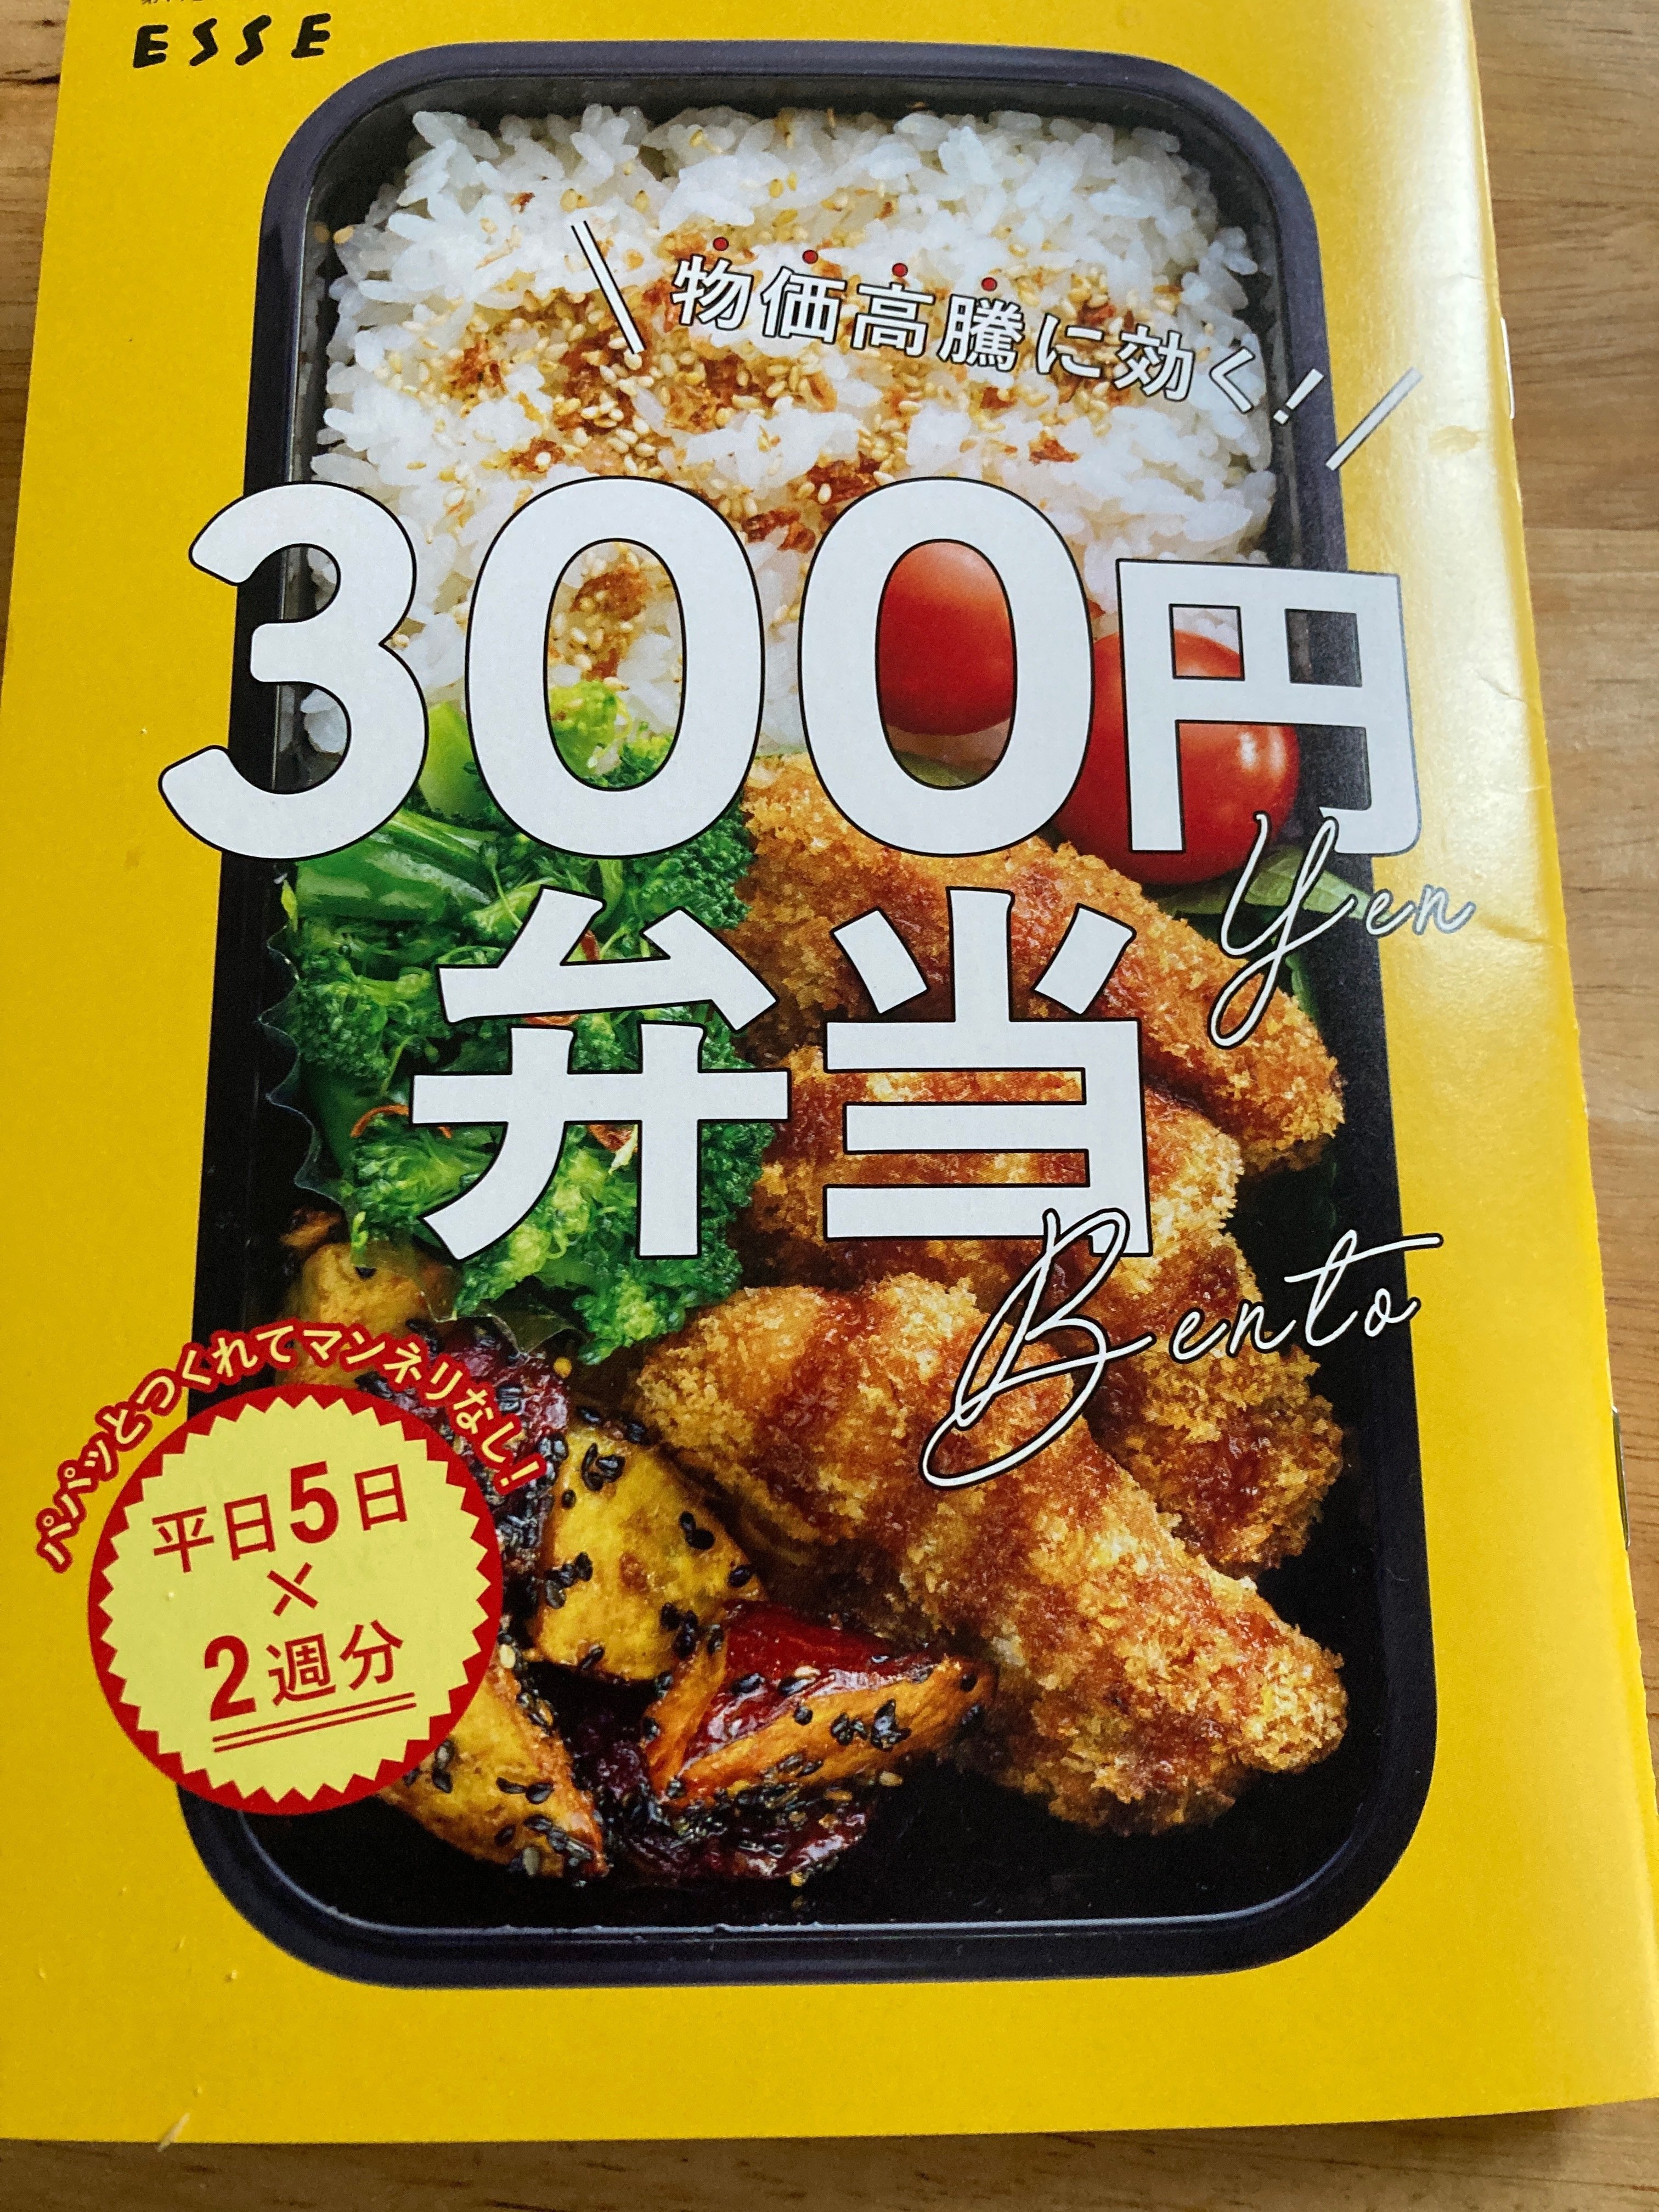 ESSE
物価高騰に効く!
300円
Yen
弁当
Bento
パパッとつくれてマンネリなし!
平日5日
×
2週分